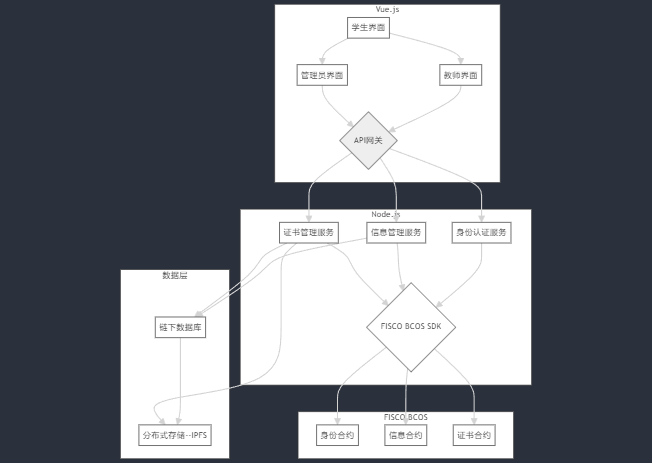 Vue.js
学生界面
管理员界面
教师界面
API网关
Node.js
证书管理服务
信息管理服务
身份认证服务
数据层
链下数据库
FISCO BCOS SDK
分布式存储--IPFS
FISCO BCOS
身份合约
信息合约
证书合约